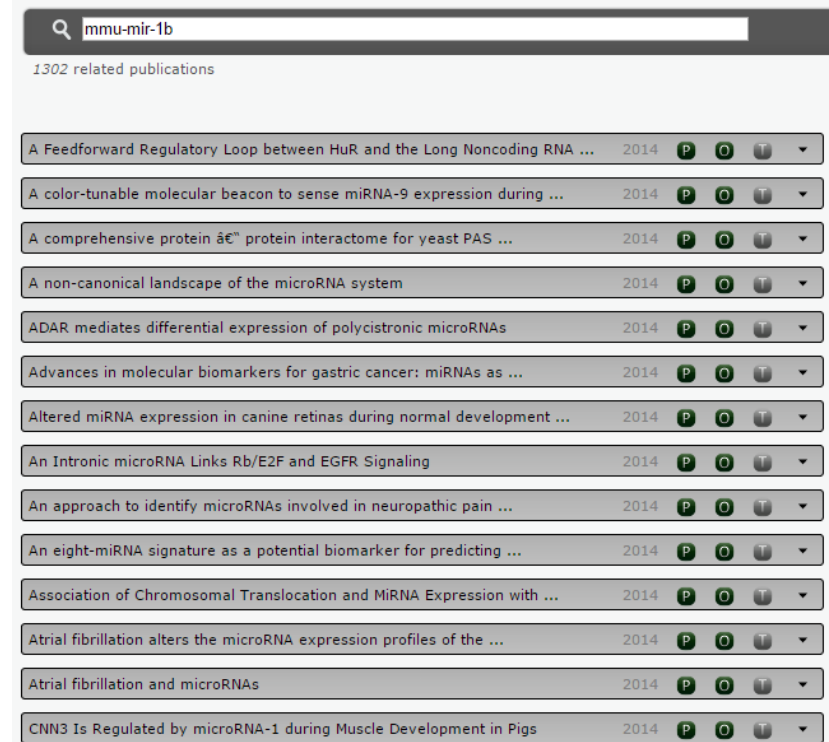 mmu-mir-1b
1302 related publications
A Feedforward Regulatory Loop between HuR and the Long Noncoding RNA ... 2014 P O T
A color-tunable molecular beacon to sense miRNA-9 expression during ... 2014 P O T
A comprehensive protein â€“ protein interactome for yeast PAS ... 2014 P O T
A non-canonical landscape of the microRNA system 2014 P O T
ADAR mediates differential expression of polycistronic microRNAs 2014 P O T
Advances in molecular biomarkers for gastric cancer: miRNAs as ... 2014 P O T
Altered miRNA expression in canine retinas during normal development ... 2014 P O T
An Intronic microRNA Links Rb/E2F and EGFR Signaling 2014 P O T
An approach to identify microRNAs involved in neuropathic pain ... 2014 P O T
An eight-miRNA signature as a potential biomarker for predicting ... 2014 P O T
Association of Chromosomal Translocation and MiRNA Expression with ... 2014 P O T
Atrial fibrillation alters the microRNA expression profiles of the ... 2014 P O T
Atrial fibrillation and microRNAs 2014 P O T
CNN3 Is Regulated by microRNA-1 during Muscle Development in Pigs 2014 P O T